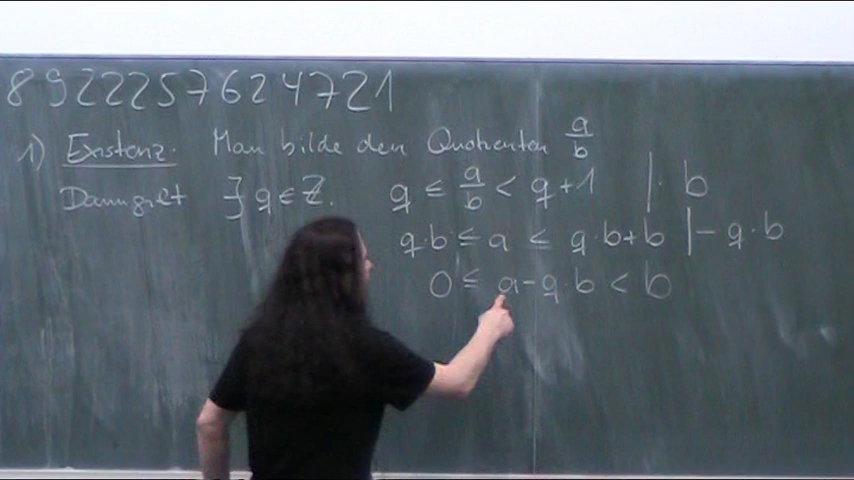 8922257624721
1) Existenz. Man bilde den Quotienten a/b
Dann gilt ∃ q ∈ ℤ. q ≤ a/b < q+1 |· b
q·b ≤ a < q·b+b |- q·b
0 ≤ a-q·b < b